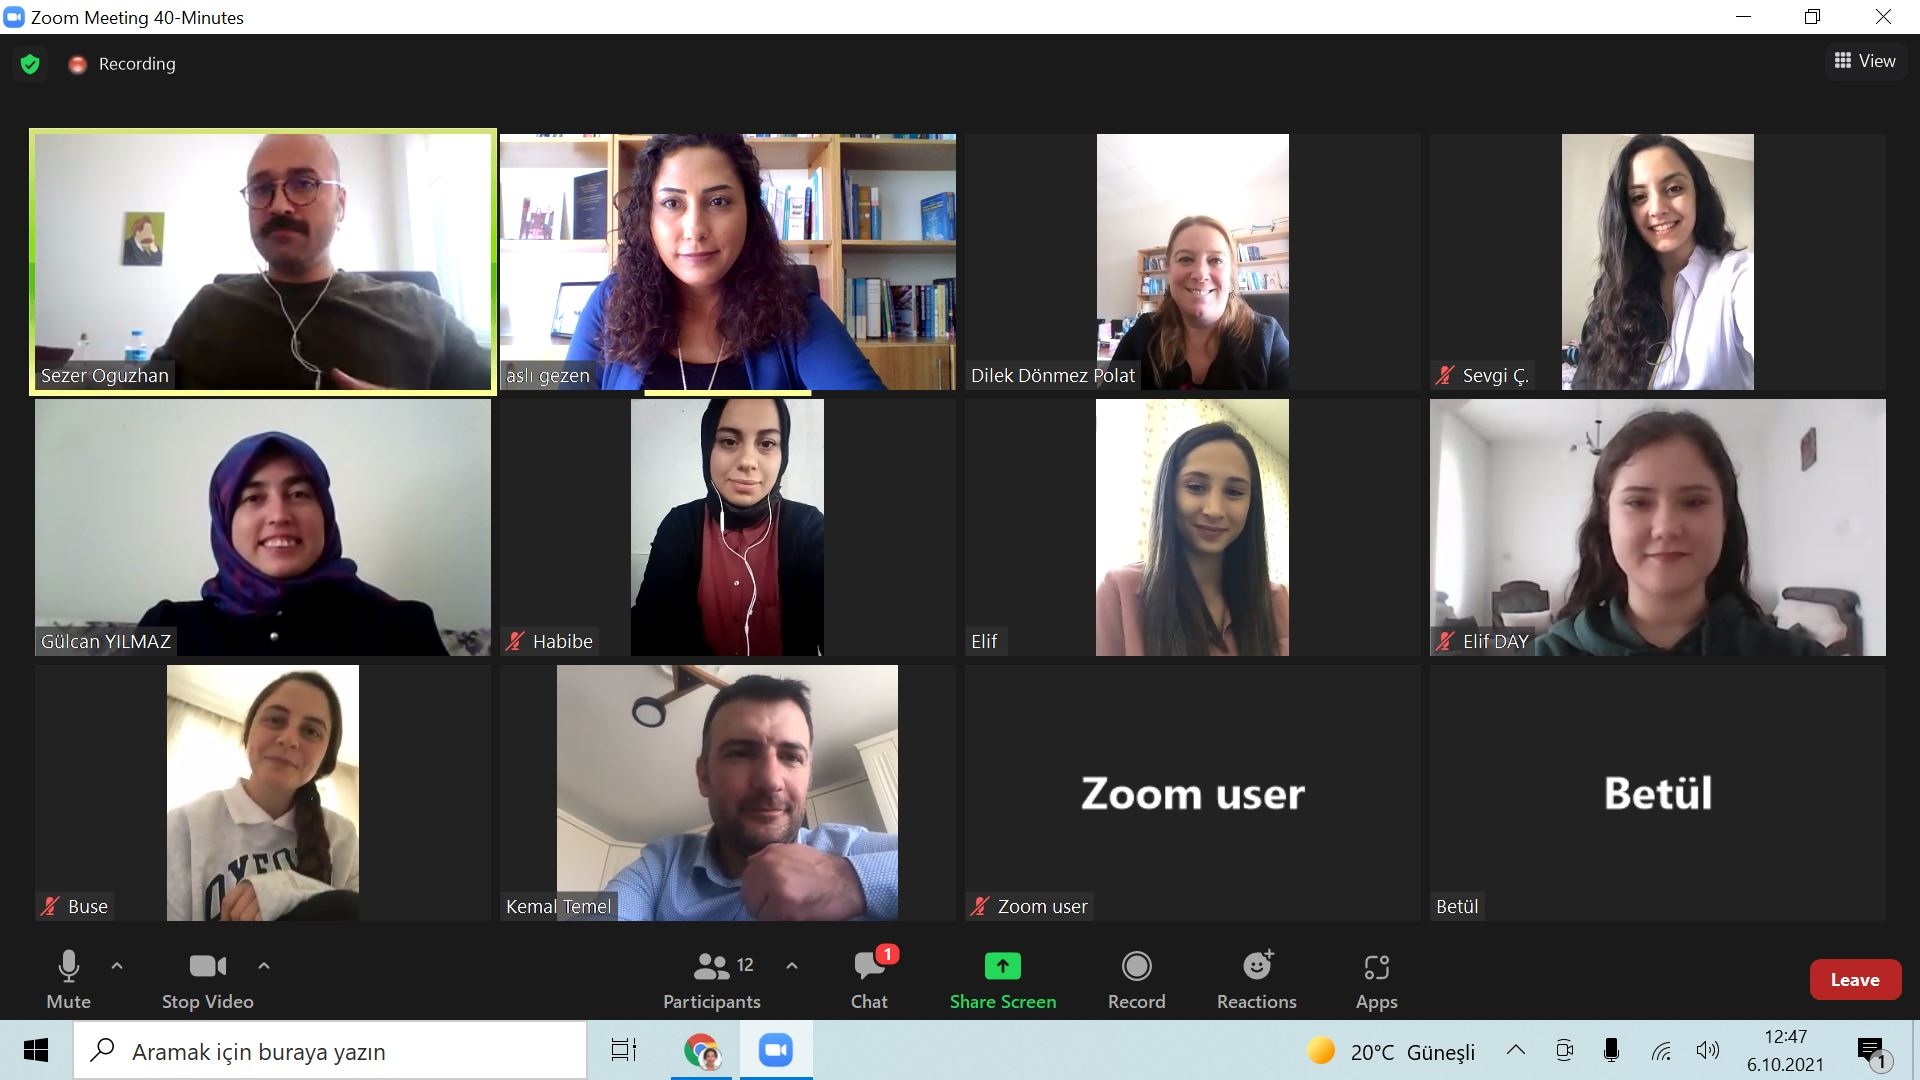 Zoom Meeting 40-Minutes
Recording
View
Sezer Oguzhan
aslı gezen
Dilek Dönmez Polat
Sevgi Ç.
Gülcan YILMAZ
Habibe
Elif
Elif DAY
Buse
Kemal Temel
Zoom user
Zoom user
Betül
Betül
12
1
Mute
Stop Video
Participants
Chat
Share Screen
Record
Reactions
Apps
Leave
Aramak için buraya yazın
20°C Güneşli
12:47
6.10.2021
1